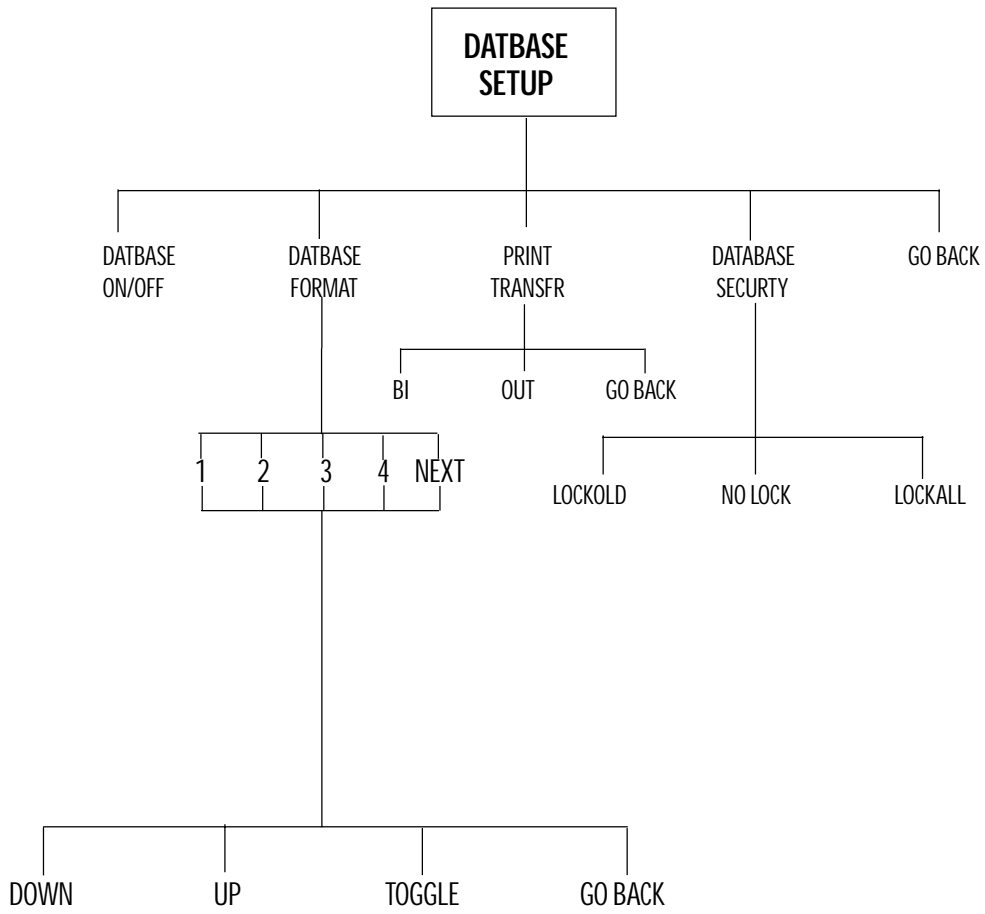 DATBASE
SETUP
DATBASE
ON/OFF
DATBASE
FORMAT
PRINT
TRANSFR
DATABASE
SECURTY
GO BACK
BI
OUT
GO BACK
1 2 3 4 NEXT
LOCKOLD
NO LOCK
LOCKALL
DOWN
UP
TOGGLE
GO BACK